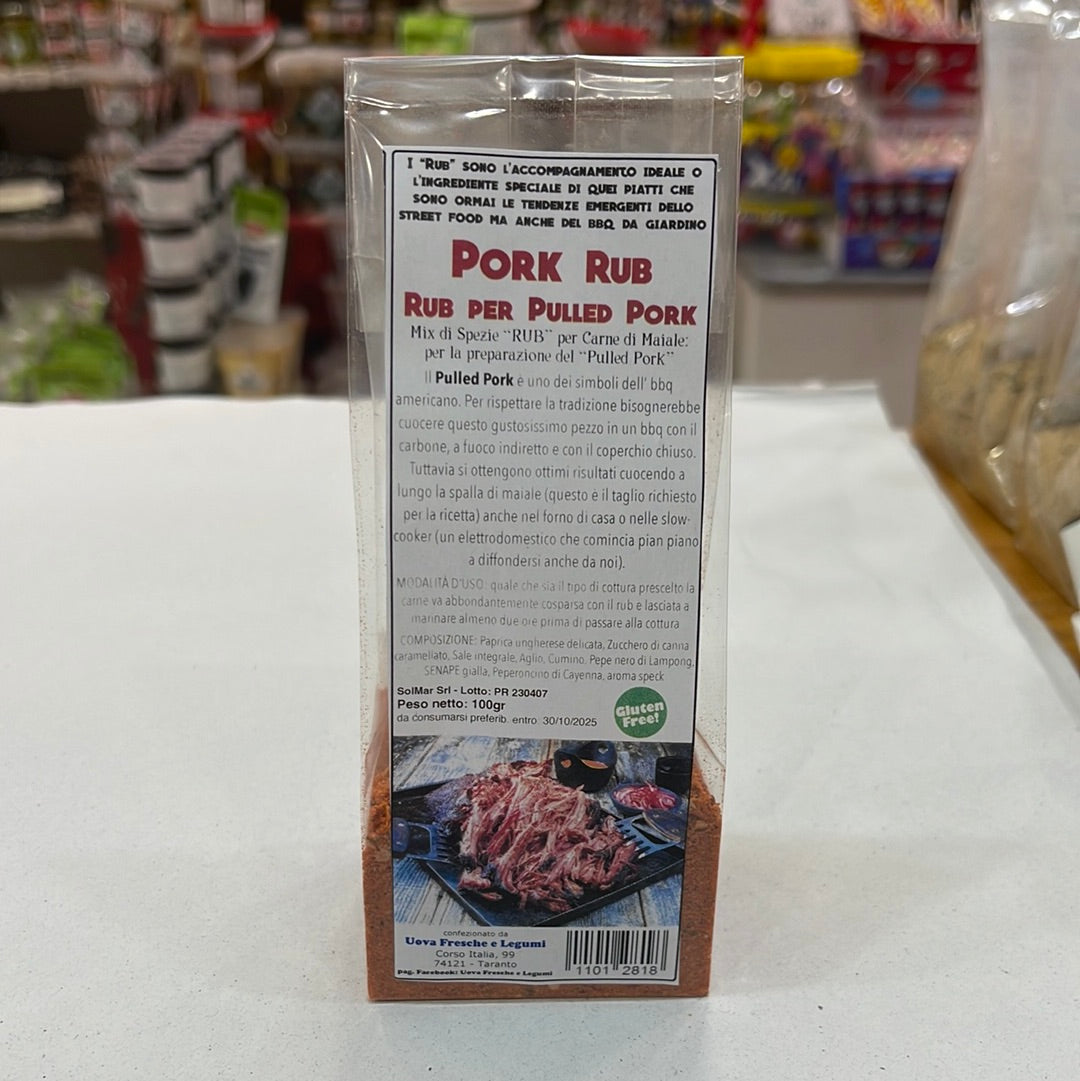 I "Rub" sono l'accompagnamento ideale o
l'ingrediente speciale di quei piatti che
sono ormai le tendenze emergenti dello
street food ma anche del bbq da giardino
Pork Rub
Rub per Pulled Pork
Mix di Spezie "RUB" per Carne di Maiale:
per la preparazione del "Pulled Pork"
Il Pulled Pork è uno dei simboli dell' bbq
americano. Per rispettare la tradizione bisognerebbe
cuocere questo gustosissimo pezzo in un bbq con il
carbone, a fuoco indiretto e con il coperchio chiuso.
Tuttavia si ottengono ottimi risultati cuocendo a
lungo la spalla di maiale (questo è il taglio richiesto
per la ricetta) anche nel forno di casa o nelle slow-
cooker (un elettrodomestico che comincia pian piano
a diffondersi anche da noi).
MODALITÀ D'USO: quale che sia il tipo di cottura prescelto la
carne va abbondantemente cosparsa con il rub e lasciata a
marinare almeno due ore prima di passare alla cottura
COMPOSIZIONE: Paprica ungherese delicata, Zucchero di canna
caramellato, Sale integrale, Aglio, Cumino, Pepe nero di Lampong,
SENAPE gialla, Peperoncino di Cayenna, aroma speck
SolMar Srl - Lotto: PR 230407
Peso netto: 100gr
da consumarsi preferib. entro: 30/10/2025
Gluten
Free!
confezionato da
Uova Fresche e Legumi
Corso Italia, 99
74121 - Taranto
pag. Facebook: Uova Fresche e Legumi
1101 2818